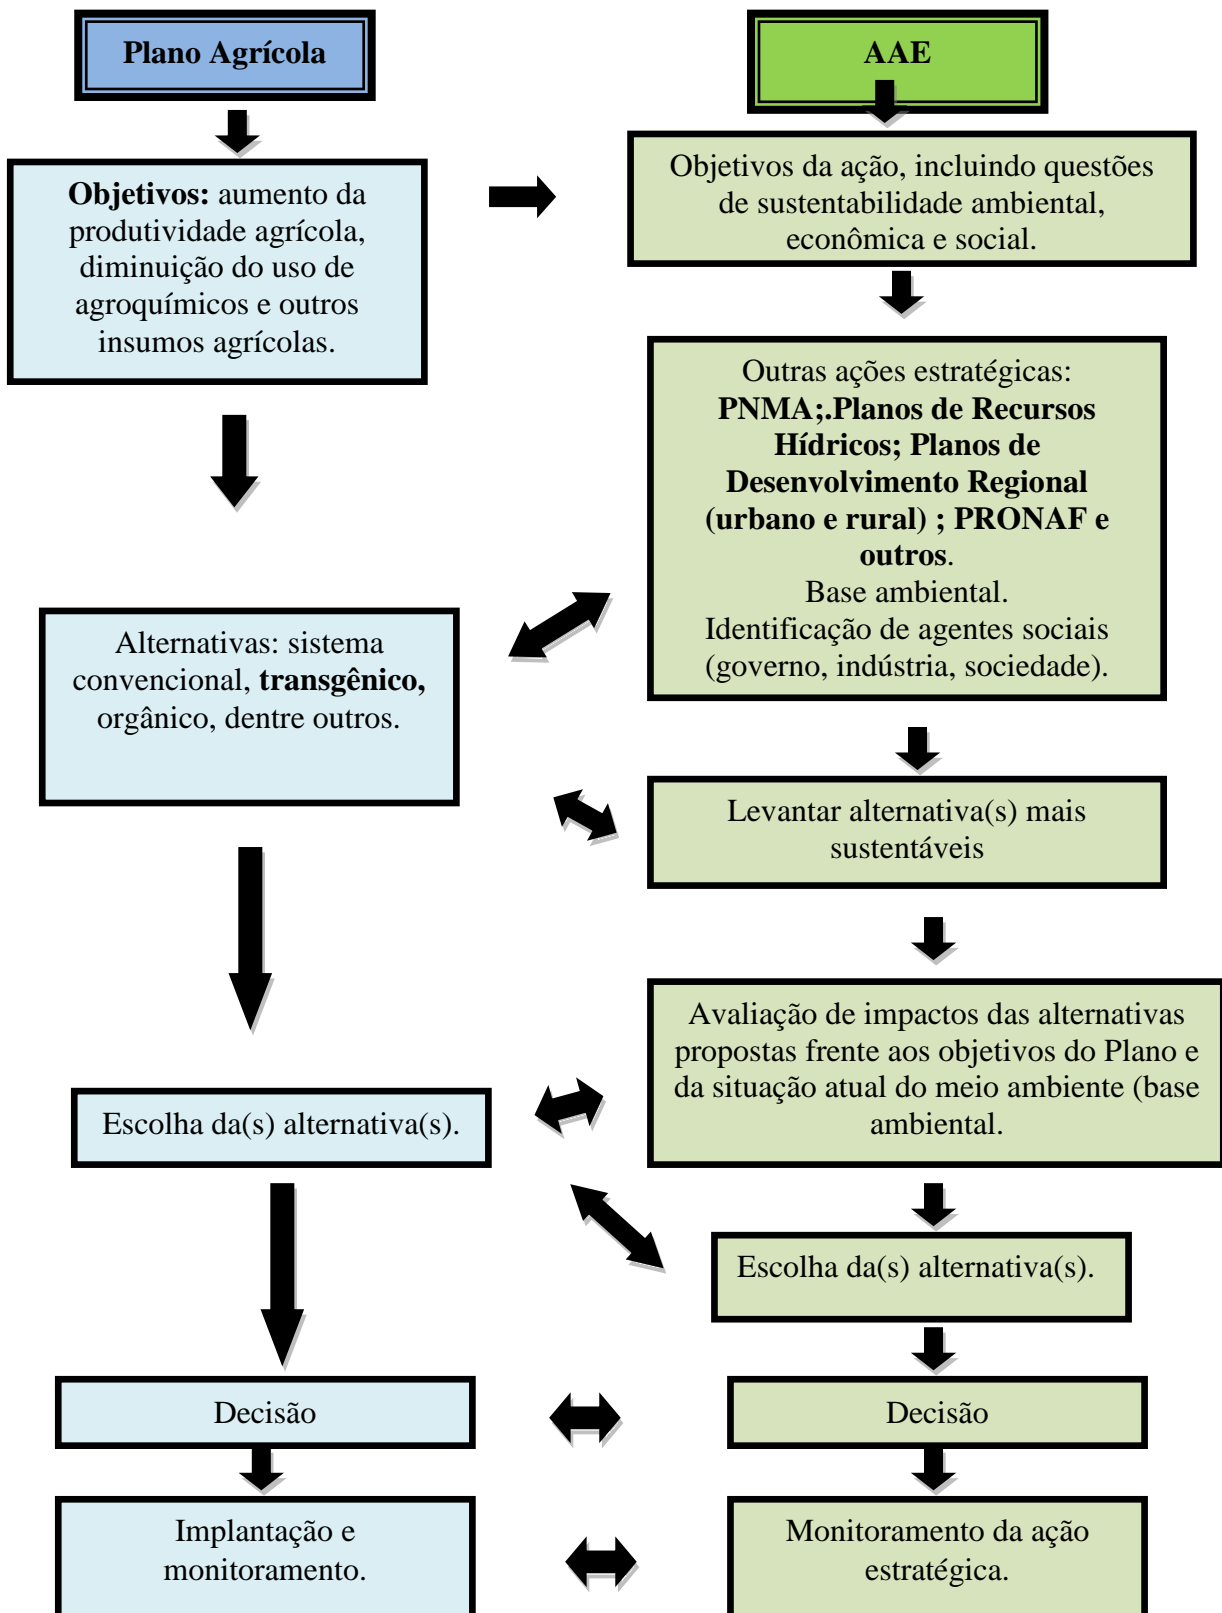 Plano Agrícola
AAE
Objetivos: aumento da
produtividade agrícola,
diminuição do uso de
agroquímicos e outros
insumos agrícolas.
Objetivos da ação, incluindo questões
de sustentabilidade ambiental,
econômica e social.
Outras ações estratégicas:
PNMA;.Planos de Recursos
Hídricos; Planos de
Desenvolvimento Regional
(urbano e rural) ; PRONAF e
outros.
Base ambiental.
Identificação de agentes sociais
(governo, indústria, sociedade).
Alternativas: sistema
convencional, transgênico,
orgânico, dentre outros.
Levantar alternativa(s) mais
sustentáveis
Avaliação de impactos das alternativas
propostas frente aos objetivos do Plano e
da situação atual do meio ambiente (base
ambiental.
Escolha da(s) alternativa(s).
Escolha da(s) alternativa(s).
Decisão
Decisão
Implantação e
monitoramento.
Monitoramento da ação
estratégica.